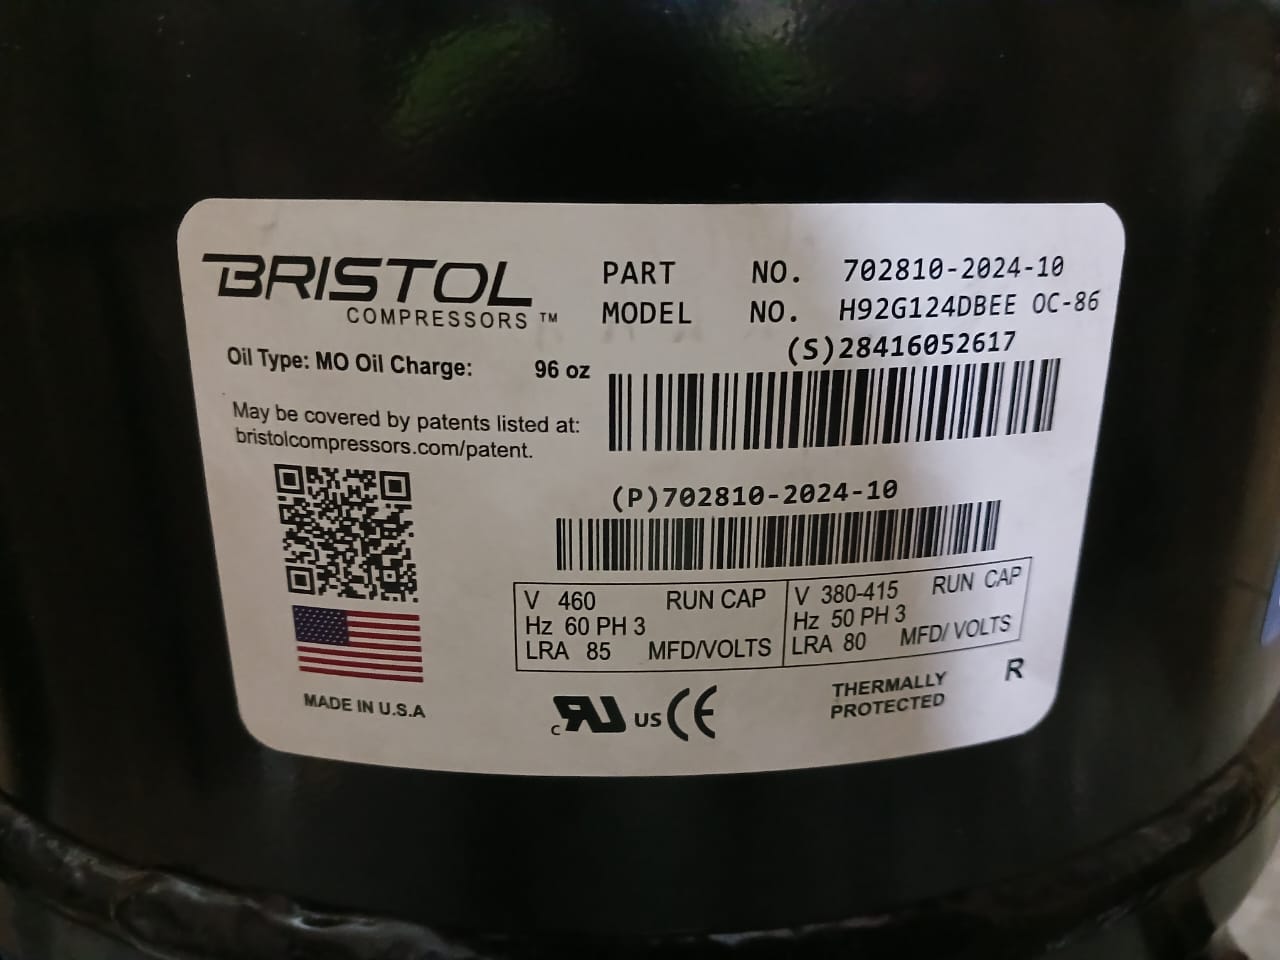 BRISTOL
COMPRESSORS ™
PART NO. 702810-2024-10
MODEL NO. H92G124DBEE OC-86
(S)28416052617
Oil Type: MO Oil Charge: 96 oz
May be covered by patents listed at:
bristolcompressors.com/patent.
(P)702810-2024-10
V 460 RUN CAP
Hz 60 PH 3
LRA 85 MFD/VOLTS
V 380-415 RUN CAP
Hz 50 PH 3
LRA 80 MFD/VOLTS
MADE IN U.S.A
c RU US CE
THERMALLY
PROTECTED
R